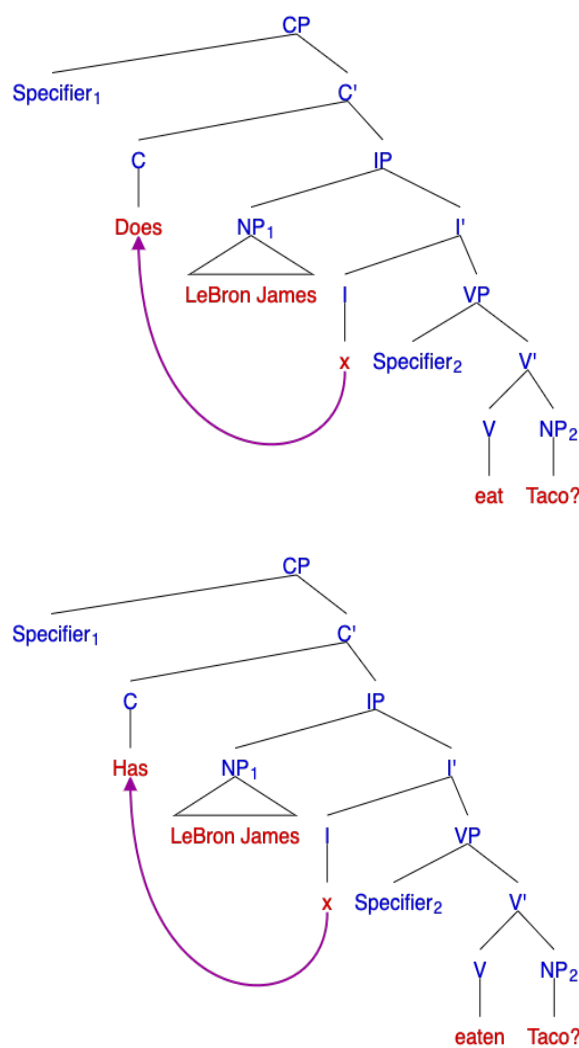 CP
Specifier₁ C'
C IP
Does NP₁ I'
LeBron James I VP
x Specifier₂ V'
V NP₂
eat Taco?
CP
Specifier₁ C'
C IP
Has NP₁ I'
LeBron James I VP
x Specifier₂ V'
V NP₂
eaten Taco?